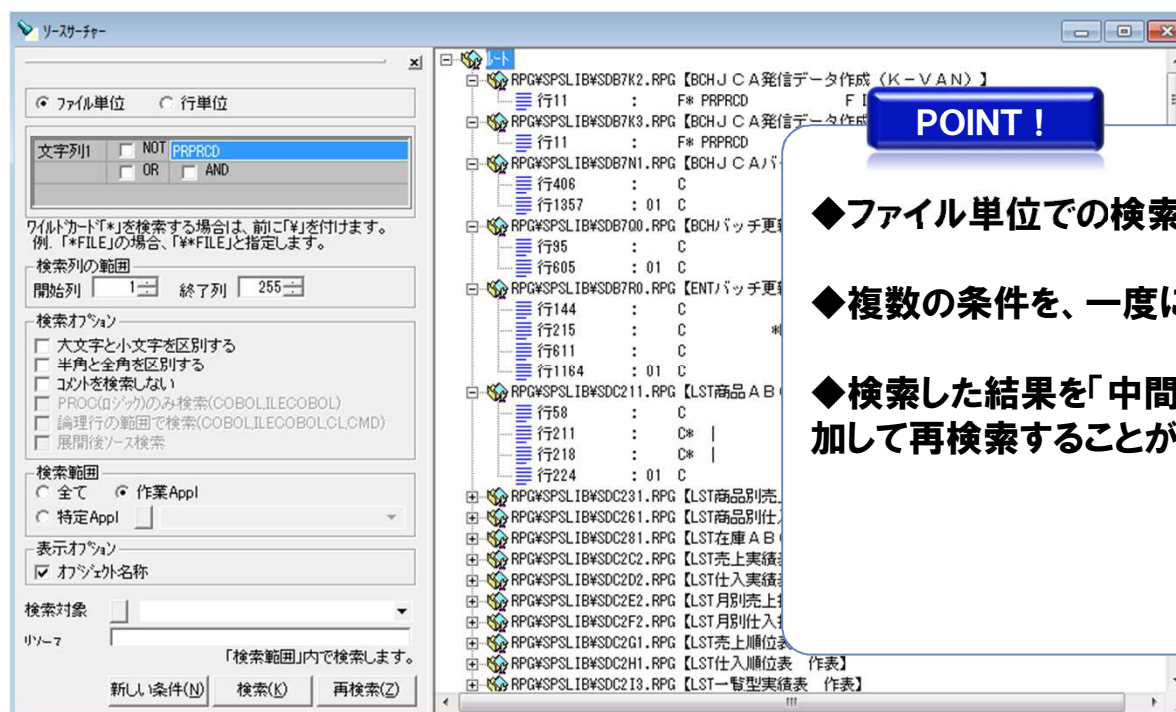 ソースサーチャー
ファイル単位 行単位
文字列1 NOT PRPRCD
OR AND
ワイルドカード「*」を検索する場合は、前に「¥」を付けます。
例.「*FILE」の場合、「¥*FILE」と指定します。
検索列の範囲
開始列 1 終了列 255
検索オプション
大文字と小文字を区別する
半角と全角を区別する
コメントを検索しない
PROC(ロジック)のみ検索(COBOL,ILECOBOL)
論理行の範囲で検索(COBOL,ILECOBOL,CL,CMD)
展開後ソース検索
検索範囲
全て 作業Appl
特定Appl
表示オプション
オブジェクト名称
検索対象
リソース
「検索範囲」内で検索します。
新しい条件(N) 検索(K) 再検索(Z)
ルート
RPG¥SPSLIB¥SDB7K2.RPG【BCHJCA発信データ作成（K－VAN）】
行11 : F* PRPRCD F I
RPG¥SPSLIB¥SDB7K3.RPG【BCHJCA発信データ作成
行11 : F* PRPRCD
RPG¥SPSLIB¥SDB7N1.RPG【BCHJCAバ
行406 : C
行1357 : 01 C
RPG¥SPSLIB¥SDB7Q0.RPG【BCHバッチ更新
行95 : C
行605 : 01 C
RPG¥SPSLIB¥SDB7R0.RPG【ENTバッチ更新
行144 : C
行215 : C *
行611 : C
行1164 : 01 C
RPG¥SPSLIB¥SDC211.RPG【LST商品AB
行58 : C
行211 : C* |
行218 : C* |
行224 : 01 C
RPG¥SPSLIB¥SDC231.RPG【LST商品別売
RPG¥SPSLIB¥SDC261.RPG【LST商品別仕
RPG¥SPSLIB¥SDC281.RPG【LST在庫AB
RPG¥SPSLIB¥SDC2C2.RPG【LST売上実績
RPG¥SPSLIB¥SDC2D2.RPG【LST仕入実績
RPG¥SPSLIB¥SDC2E2.RPG【LST月別売上
RPG¥SPSLIB¥SDC2F2.RPG【LST月別仕入
RPG¥SPSLIB¥SDC2G1.RPG【LST売上順位表
RPG¥SPSLIB¥SDC2H1.RPG【LST仕入順位表 作表】
RPG¥SPSLIB¥SDC2I3.RPG【LST一覧型実績表 作表】
POINT！
◆ファイル単位での検索
◆複数の条件を、一度に
◆検索した結果を「中間
加して再検索することが